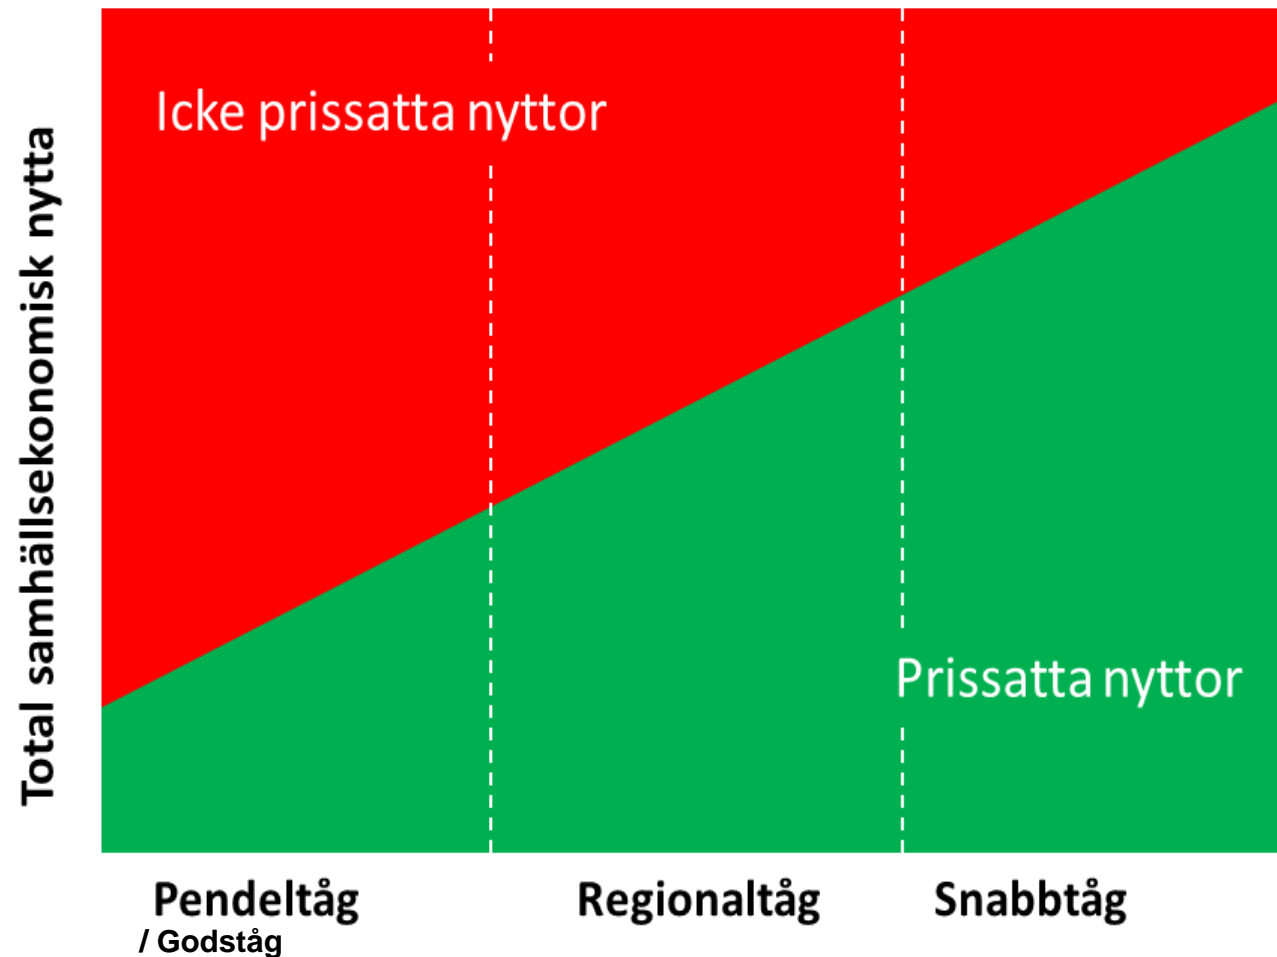 Total samhällsekonomisk nytta
Icke prissatta nyttor
Prissatta nyttor
Pendeltåg
/ Godståg
Regionaltåg
Snabbtåg